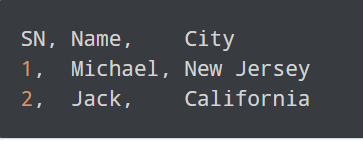 SN, Name,    City
1,  Michael, New Jersey
2,  Jack,    California